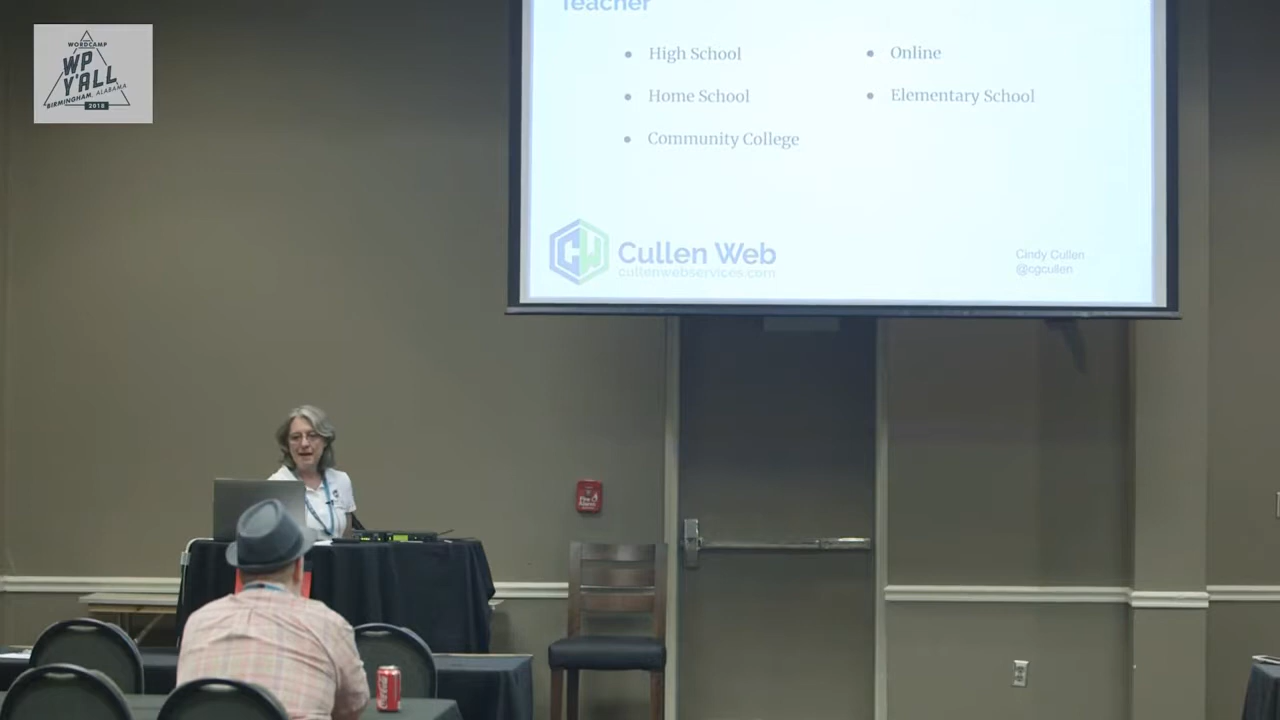 WORDCAMP
WP
Y'ALL
BIRMINGHAM, ALABAMA
2018
Teacher
High School
Home School
Community College
Online
Elementary School
CW
Cullen Web
cullenwebservices.com
Cindy Cullen
@cgcullen